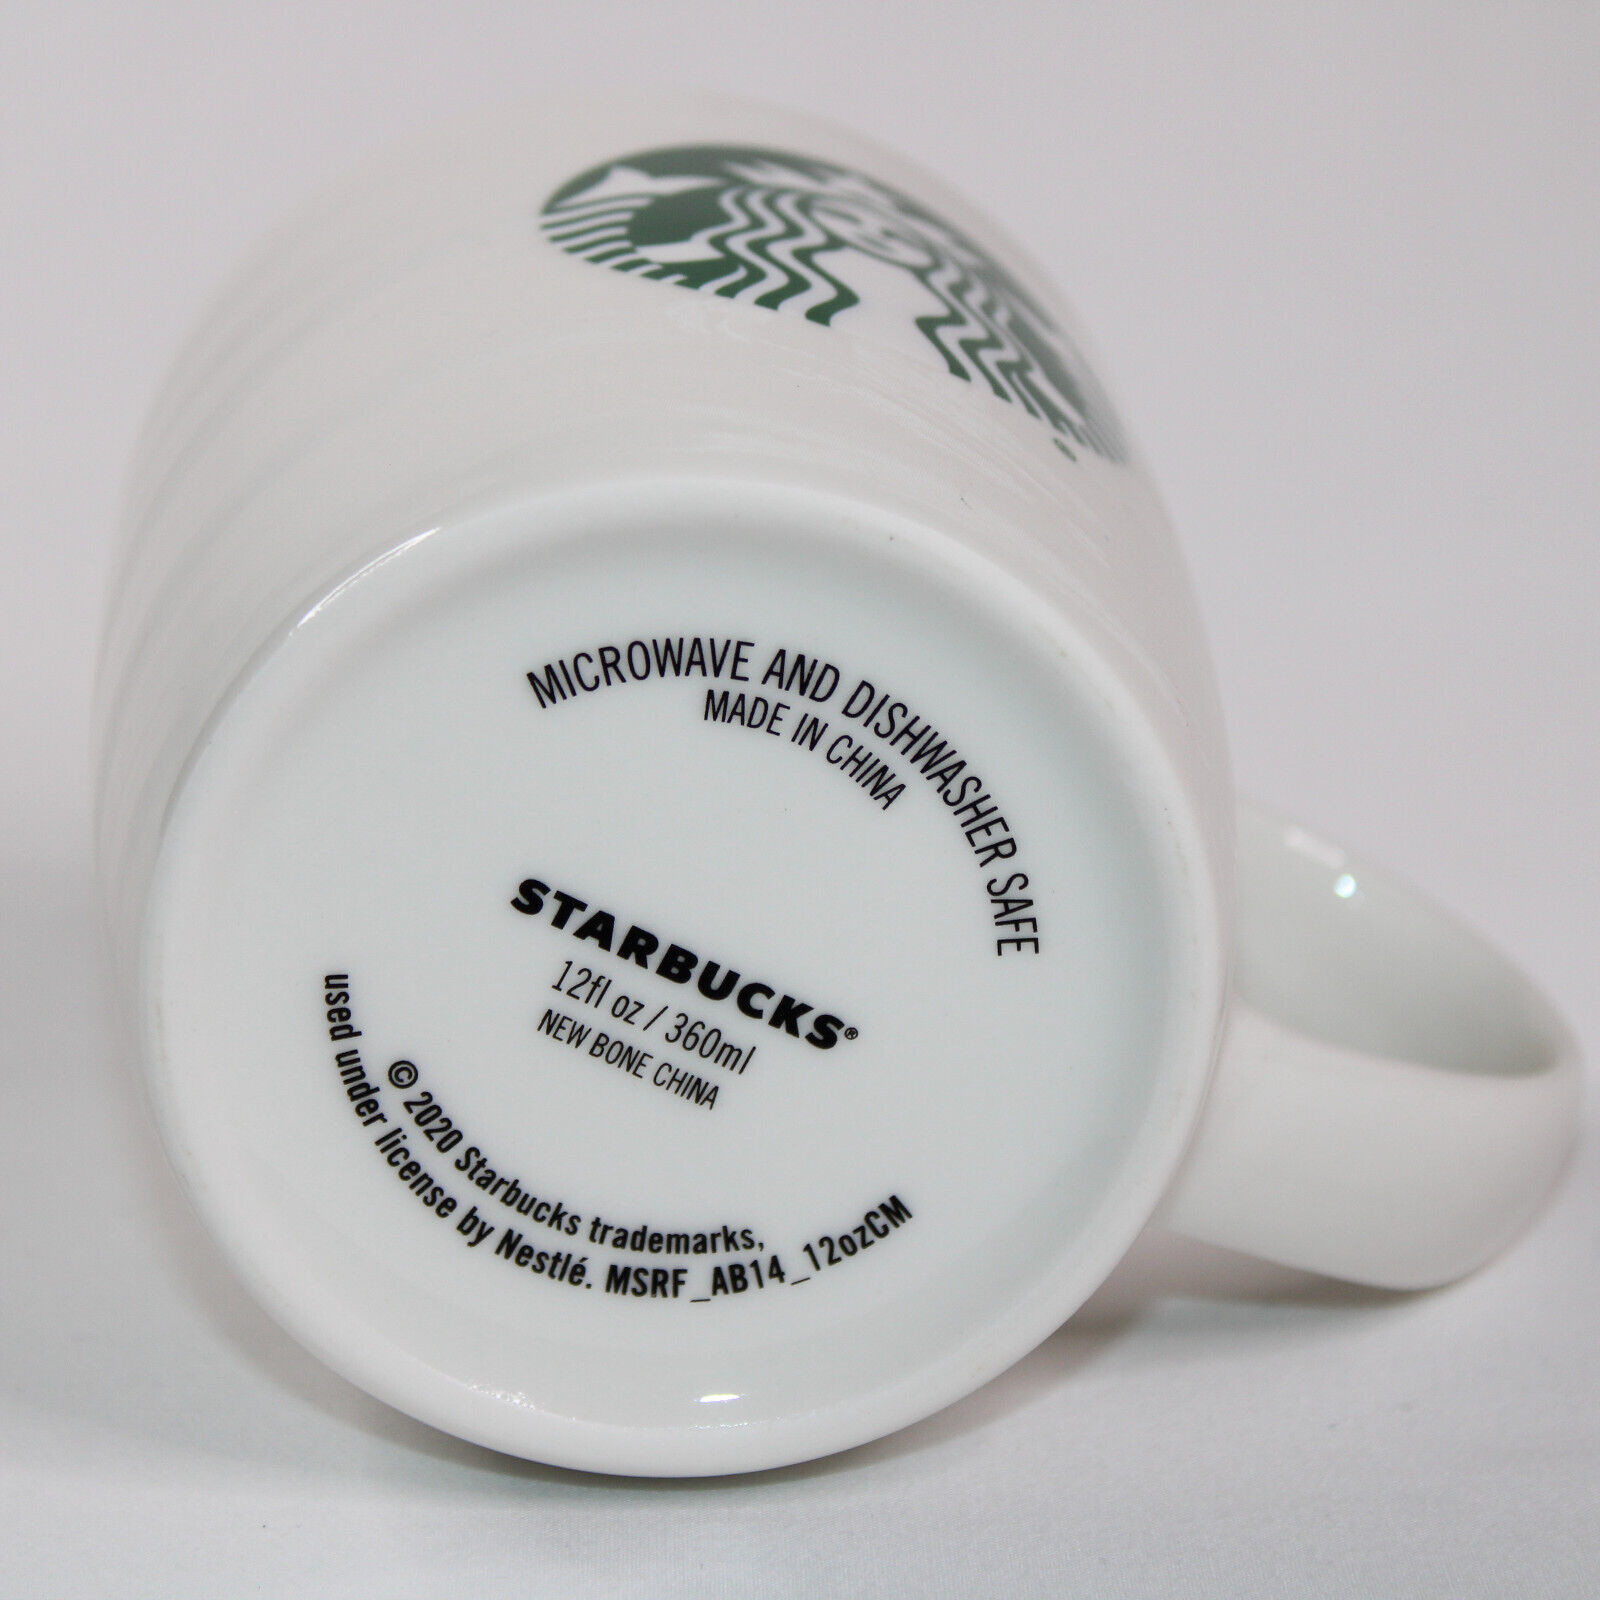 MICROWAVE AND DISHWASHER SAFE
MADE IN CHINA
STARBUCKS®
12fl oz / 360ml
NEW BONE CHINA
© 2020 Starbucks trademarks,
used under license by Nestlé. MSRF_AB14_12ozCM
®